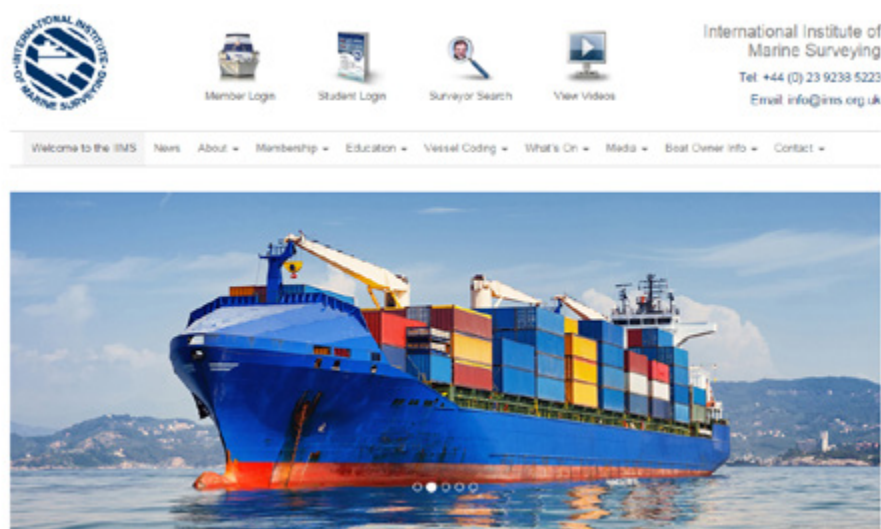 INTERNATIONAL INSTITUTE
OF MARINE SURVEYING
Member Login
Student Login
Surveyor Search
View Videos
International Institute of
Marine Surveying
Tel: +44 (0) 23 9238 5223
Email: info@iims.org.uk
Welcome to the IIMS
News
About
Membership
Education
Vessel Coding
What's On
Media
Boat Owner Info
Contact